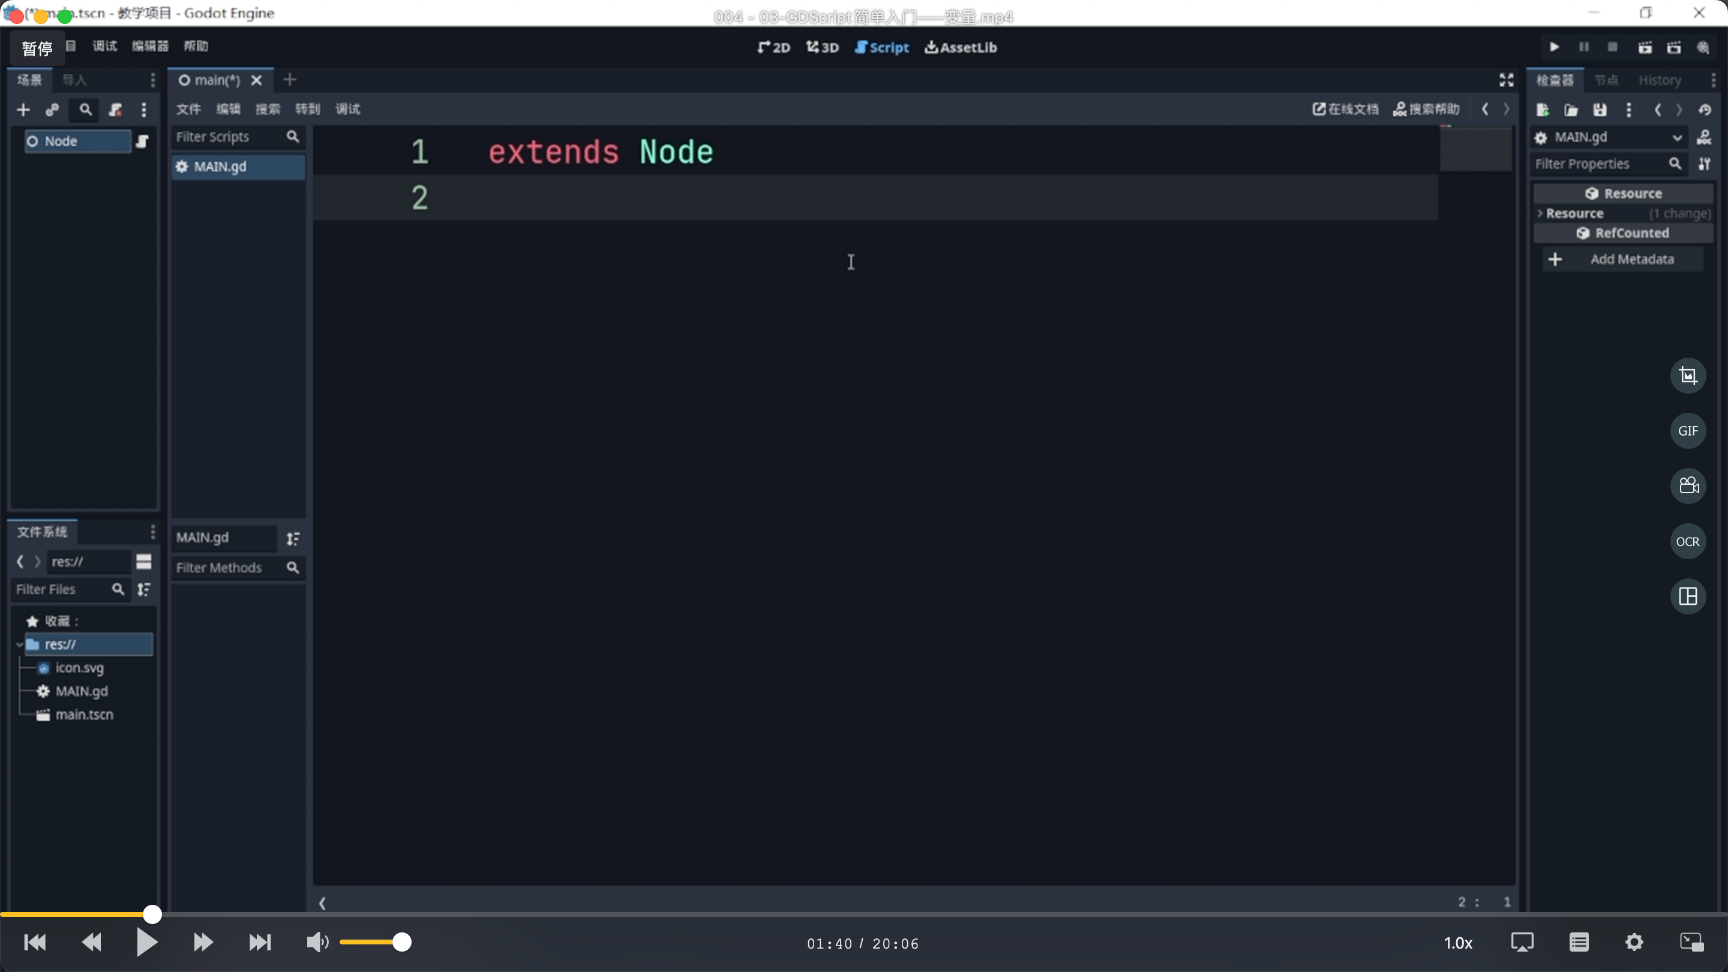 main.tscn - 教学项目 - Godot Engine
004 - 03-GDScript简单入门——变量.mp4
暂停
目 调试 编辑器 帮助
2D 3D Script AssetLib
场景 导入
main(*)
检查器 节点 History
文件 编辑 搜索 转到 调试
在线文档 搜索帮助
Node
Filter Scripts
MAIN.gd
1 extends Node
2
MAIN.gd
Filter Properties
Resource
Resource (1 change)
RefCounted
Add Metadata
GIF
OCR
文件系统
res://
Filter Files
收藏：
res://
icon.svg
MAIN.gd
main.tscn
MAIN.gd
Filter Methods
2 : 1
01:40 / 20:06
1.0x